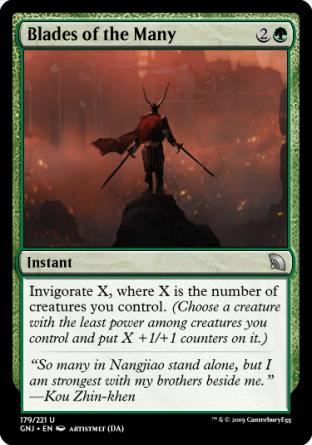 Blades of the Many 2
Instant
Invigorate X, where X is the number of
creatures you control. (Choose a creature
with the least power among creatures you
control and put X +1/+1 counters on it.)
“So many in Nangjiao stand alone, but I
am strongest with my brothers beside me.”
—Kou Zhin-khen
179/221 U
GNJ • EN ARTISTMEF (DA)
™ & © 2019 CanterburyEgg